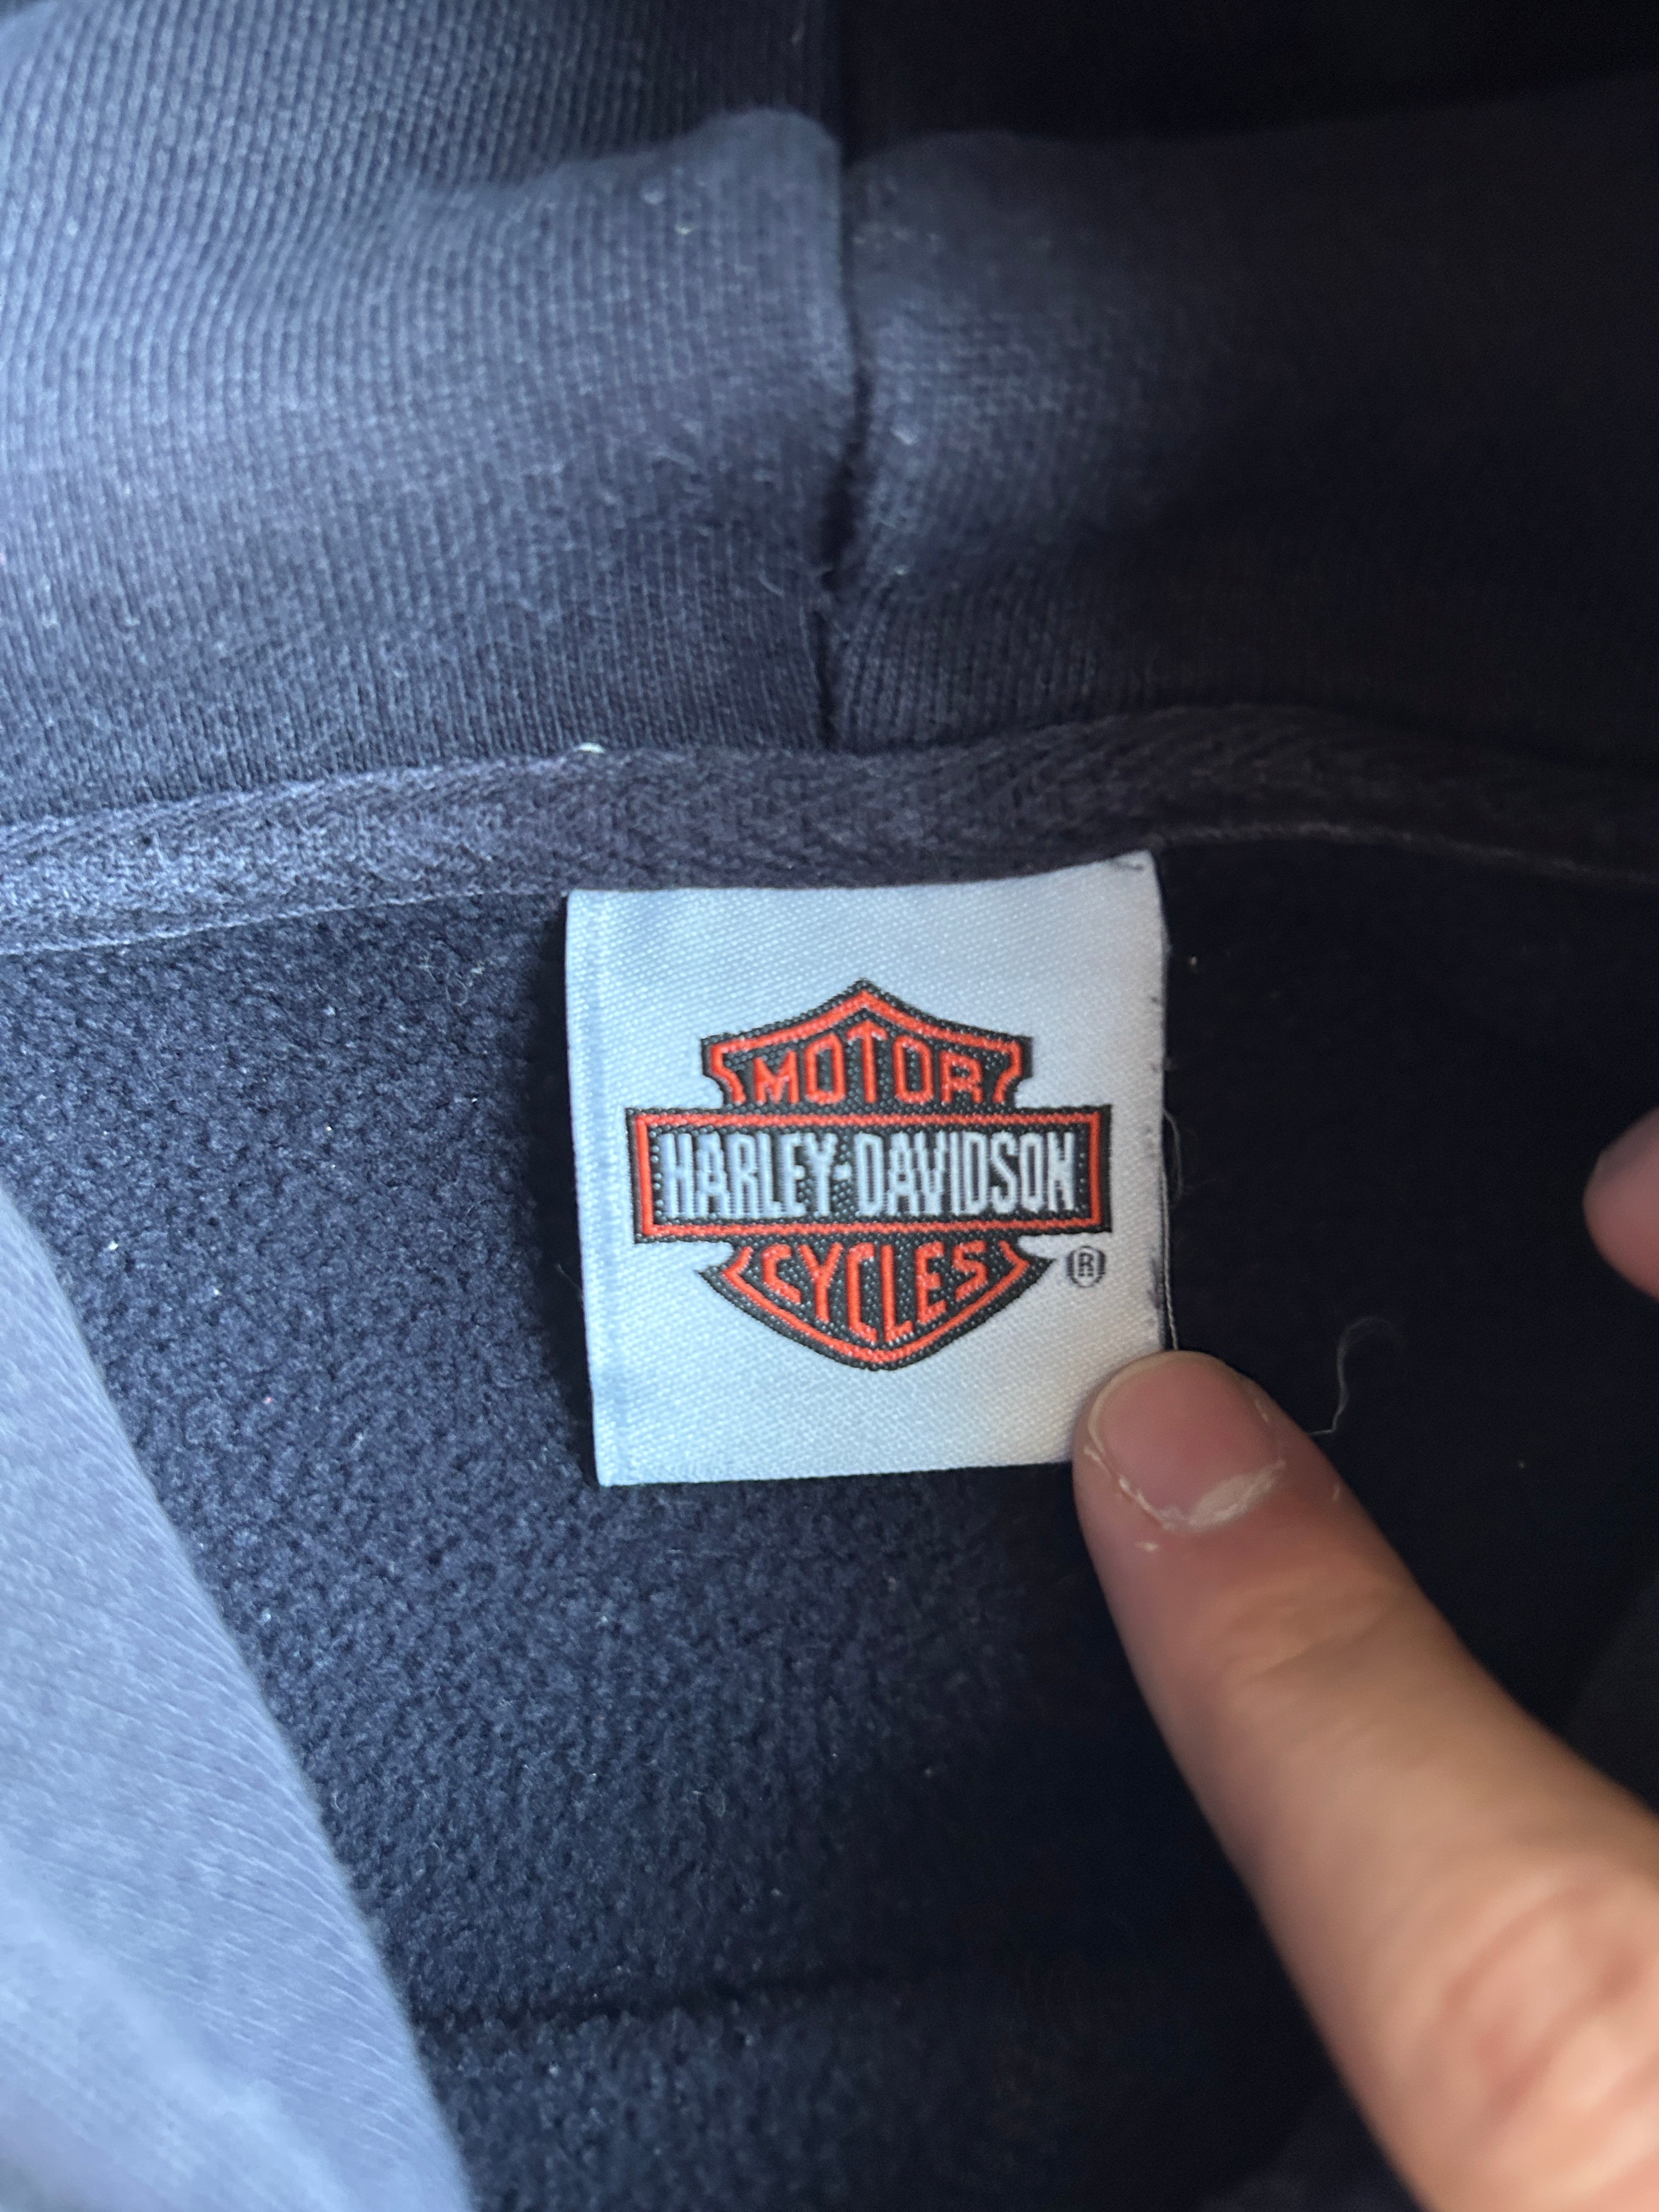 MOTOR
HARLEY-DAVIDSON
CYCLES
®